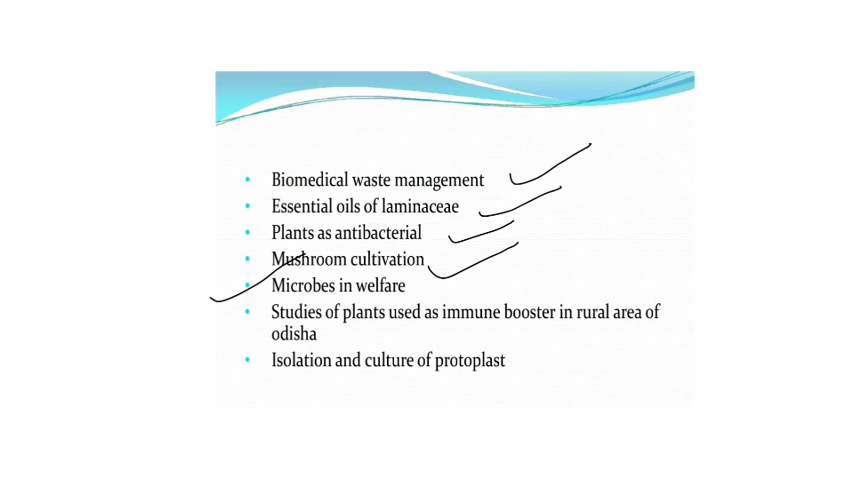 Biomedical waste management
Essential oils of laminaceae
Plants as antibacterial
Mushroom cultivation
Microbes in welfare
Studies of plants used as immune booster in rural area of
odisha
Isolation and culture of protoplast